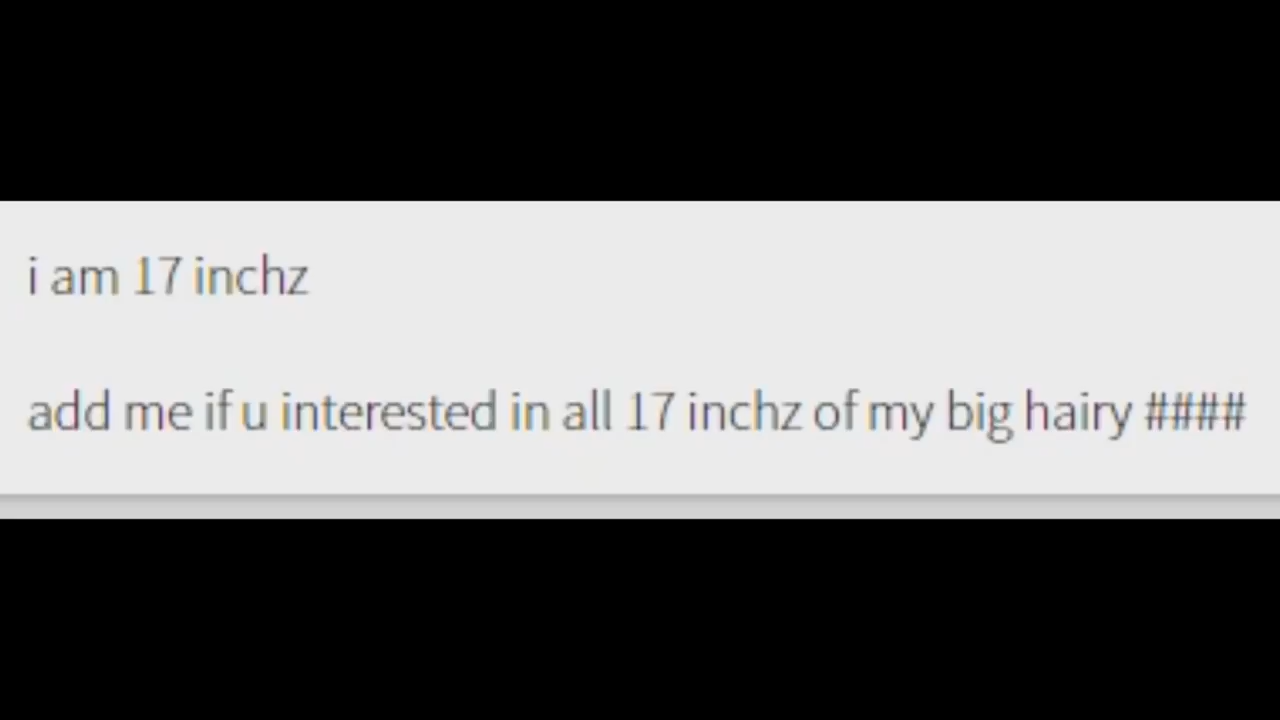 i am 17 inchz
add me if u interested in all 17 inchz of my big hairy ####